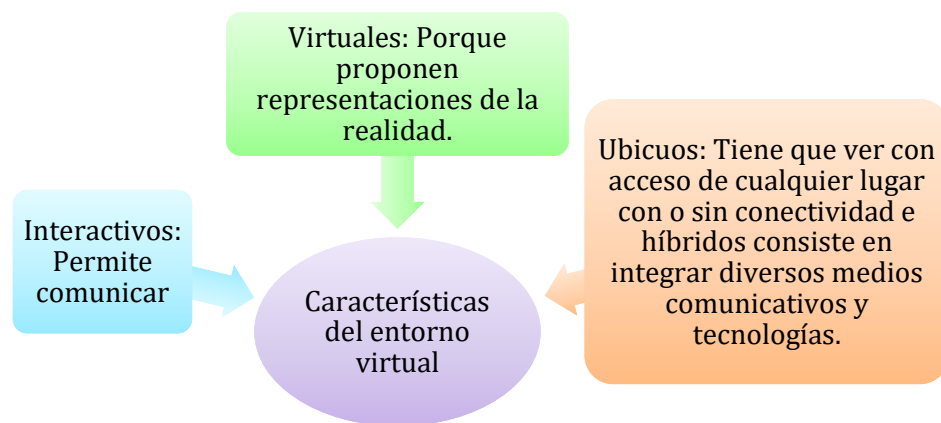 Virtuales: Porque
proponen
representaciones de la
realidad.
Interactivos:
Permite
comunicar
Ubicuos: Tiene que ver con
acceso de cualquier lugar
con o sin conectividad e
híbridos consiste en
integrar diversos medios
comunicativos y
tecnologías.
Características
del entorno
virtual